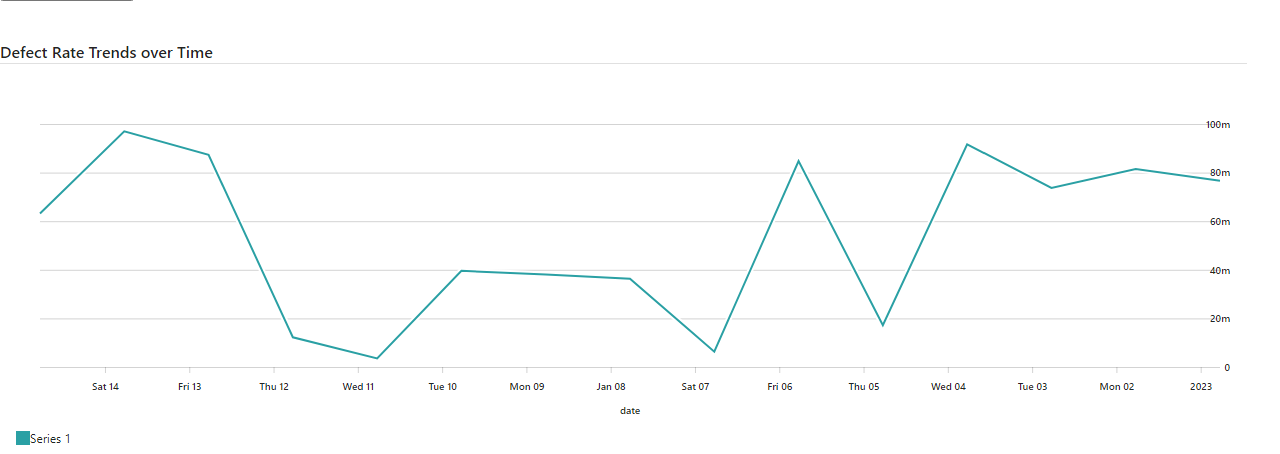 Defect Rate Trends over Time
100m
80m
60m
40m
20m
0
Sat 14 Fri 13 Thu 12 Wed 11 Tue 10 Mon 09 Jan 08 Sat 07 Fri 06 Thu 05 Wed 04 Tue 03 Mon 02 2023
date
Series 1